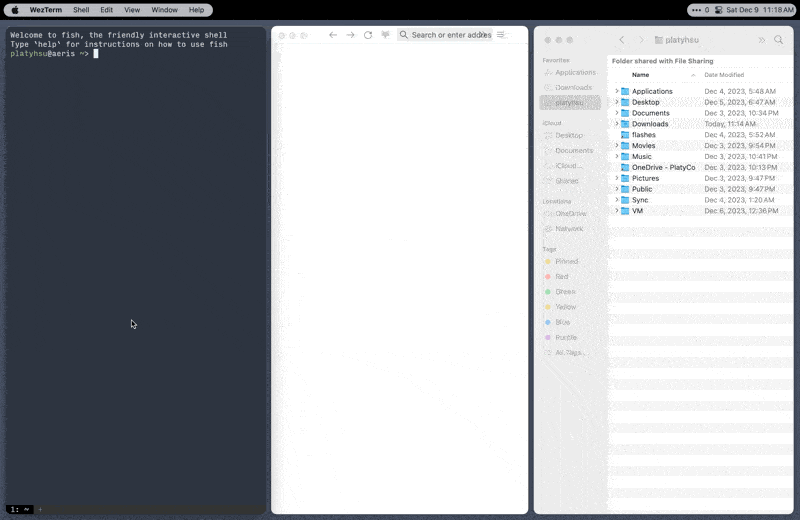 WezTerm Shell Edit View Window Help
0 Sat Dec 9 11:18 AM
Welcome to fish, the friendly interactive shell
Type `help` for instructions on how to use fish
platyhsu@aeris ~>
1: ~ +
Search or enter addres
platyhsu
Favorites
Applications
Downloads
platyhsu
iCloud
Desktop
Documents
iCloud...
Shared
Locations
OneDrive
Network
Tags
Pinned
Red
Green
Yellow
Blue
Purple
All Tags...
Folder shared with File Sharing
Name Date Modified
Applications Dec 4, 2023, 5:48 AM
Desktop Dec 5, 2023, 6:47 AM
Documents Dec 3, 2023, 10:34 PM
Downloads Today, 11:14 AM
flashes Dec 4, 2023, 5:52 AM
Movies Dec 3, 2023, 9:54 PM
Music Dec 3, 2023, 10:41 PM
OneDrive - PlatyCo Dec 3, 2023, 10:13 PM
Pictures Dec 3, 2023, 9:47 PM
Public Dec 3, 2023, 9:47 PM
Sync Dec 4, 2023, 1:20 AM
VM Dec 6, 2023, 12:36 PM